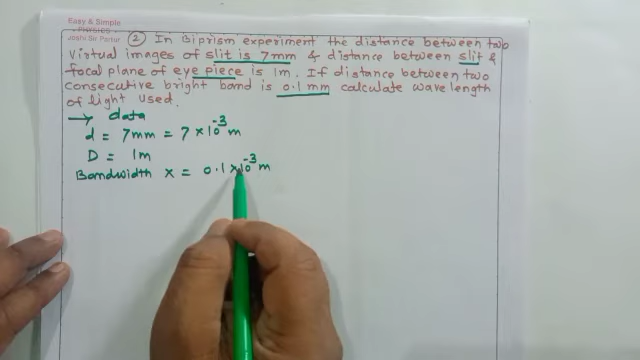 Easy & Simple
- PHYSICS -
Joshi Sir Partur
② In Biprism experiment the distance between two
virtual images of slit is 7mm & distance between slit &
focal plane of eye piece is 1m. If distance between two
consecutive bright band is 0.1 mm calculate wave length
of light used.
→ data
d = 7mm = 7 × 10⁻³ m
D = 1m
Bandwidth x = 0.1 × 10⁻³ m